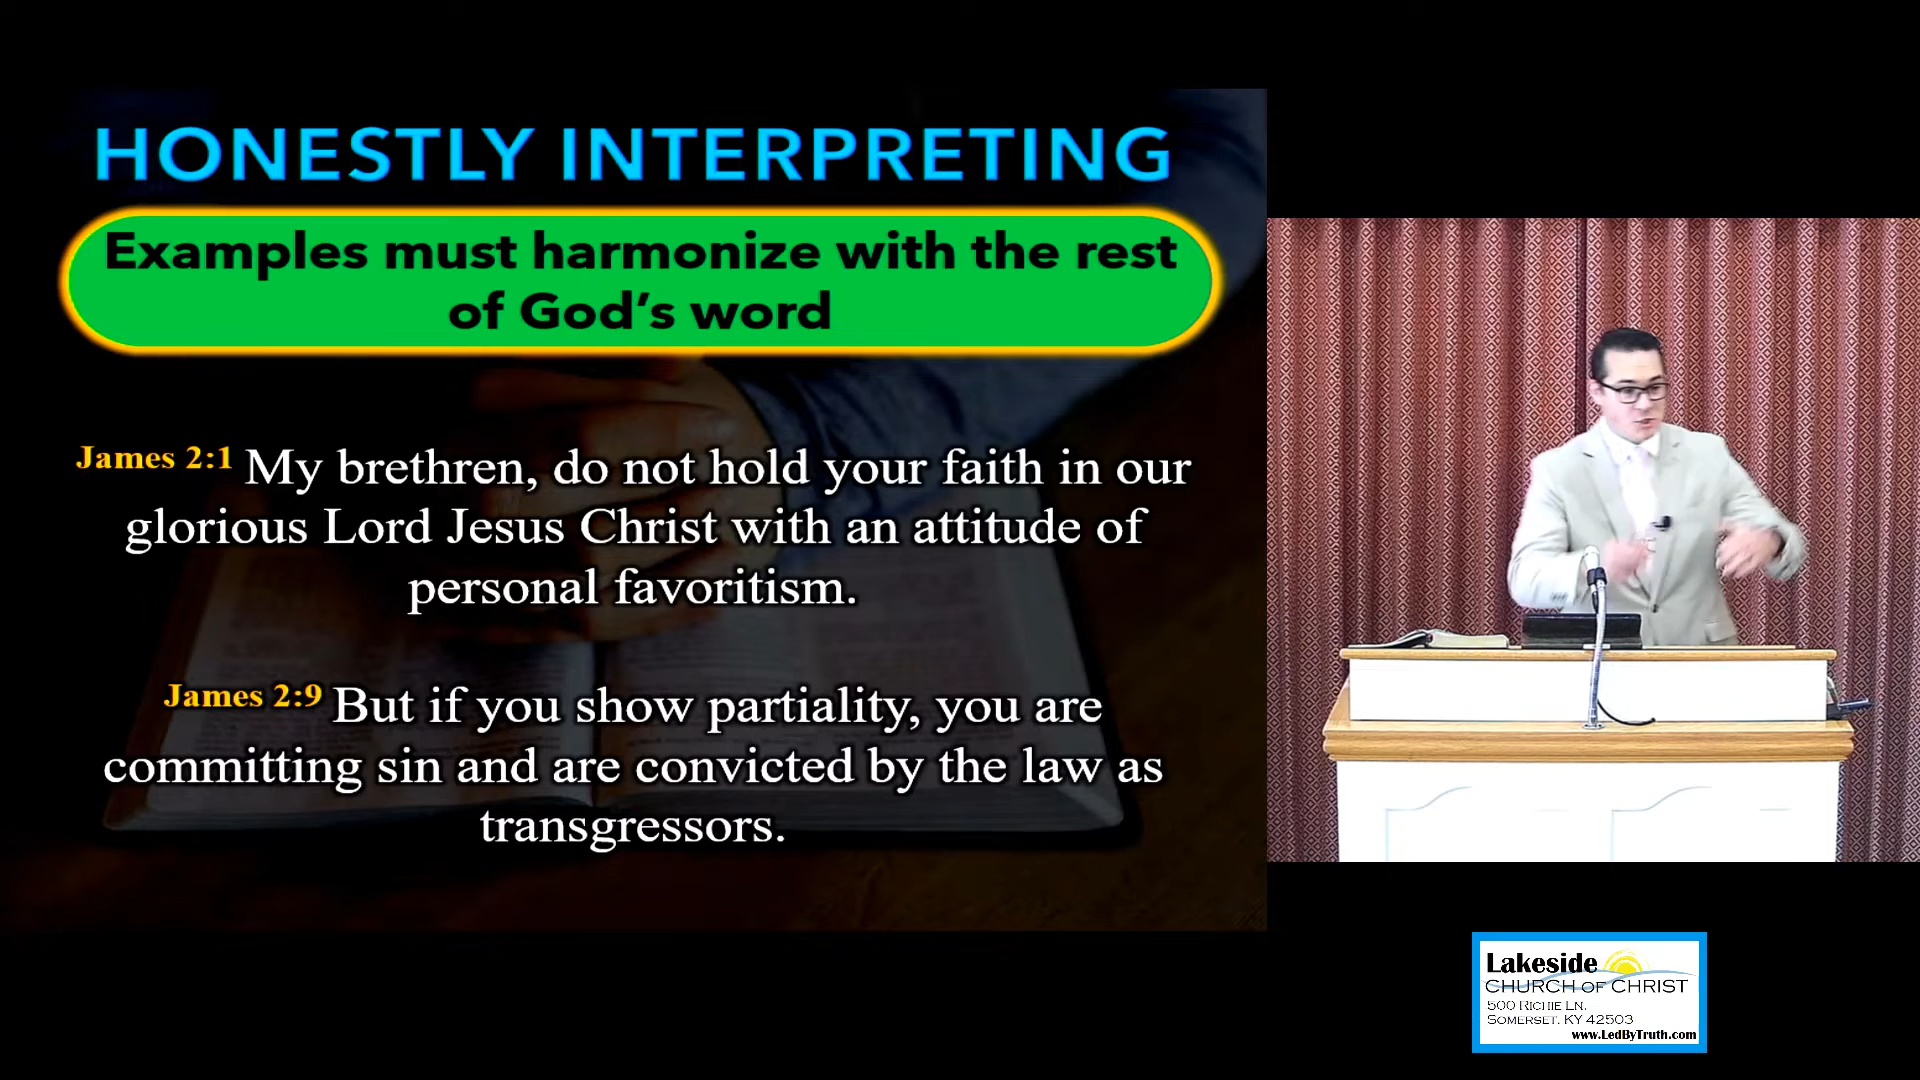 HONESTLY INTERPRETING
Examples must harmonize with the rest
of God's word
James 2:1 My brethren, do not hold your faith in our
glorious Lord Jesus Christ with an attitude of
personal favoritism.
James 2:9 But if you show partiality, you are
committing sin and are convicted by the law as
transgressors.
Lakeside
CHURCH OF CHRIST
500 RICHIE LN.
SOMERSET, KY 42503
www.LedByTruth.com